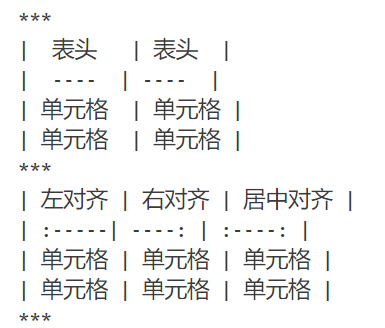 ***
|  表头   | 表头  |
|  ----  | ----  |
| 单元格  | 单元格 |
| 单元格  | 单元格 |
***
| 左对齐 | 右对齐 | 居中对齐 |
| :-----| ----: | :----: |
| 单元格 | 单元格 | 单元格 |
| 单元格 | 单元格 | 单元格 |
***